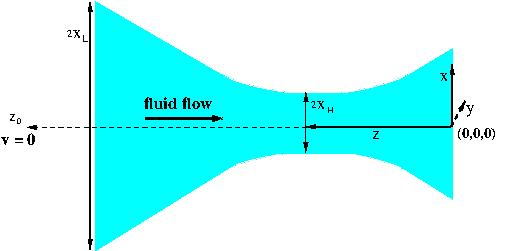 2X_L
x
fluid flow
2X_H
y
z_0
z
(0,0,0)
v = 0